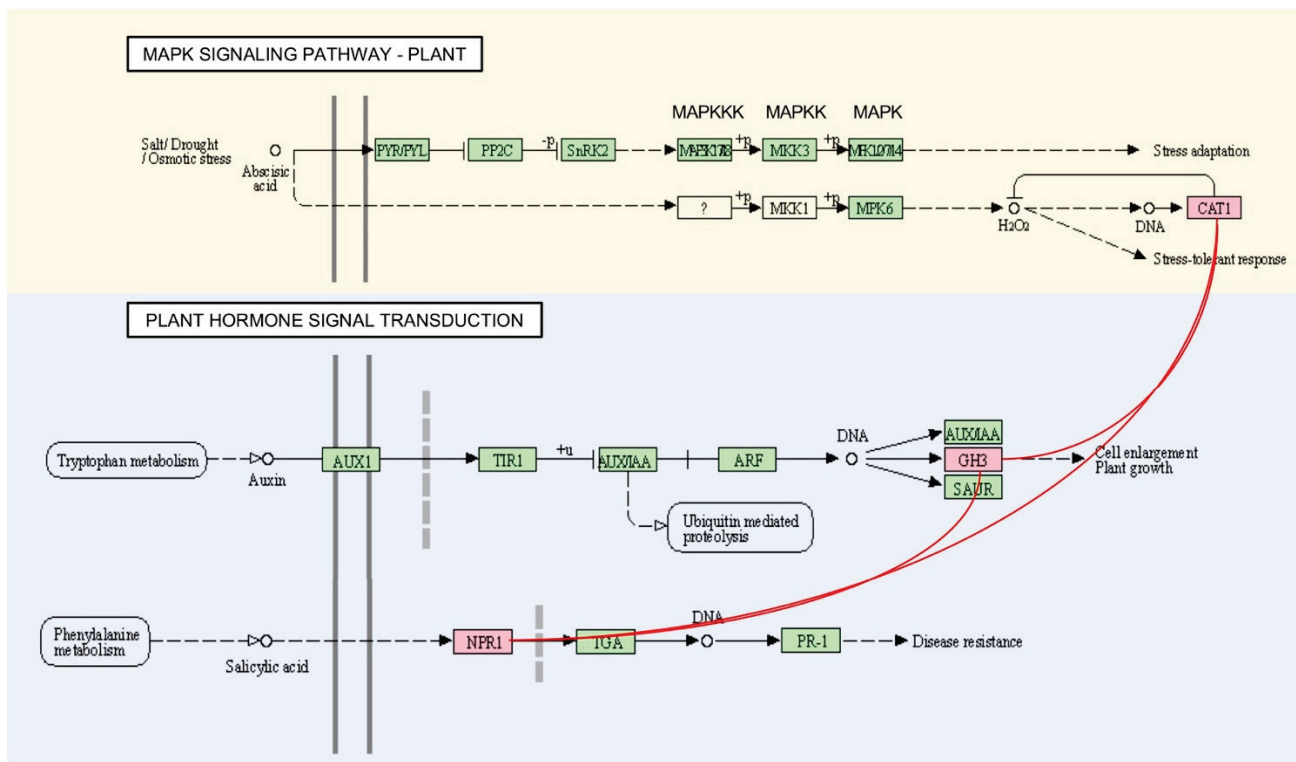 MAPK SIGNALING PATHWAY - PLANT
MAPKKK MAPKK MAPK
Salt/ Drought
/ Osmotic stress
Abscisic
acid
PYR/PYL
PP2C
-p
SnRK2
+p
MKK3
+p
Stress adaptation
?
+p
MKK1
+p
MPK6
H2O2
DNA
CAT1
Stress-tolerant response
PLANT HORMONE SIGNAL TRANSDUCTION
Tryptophan metabolism
Auxin
AUX1
TIR1
+u
AUX/IAA
ARF
DNA
AUX/IAA
GH3
SAUR
Cell enlargement
Plant growth
Ubiquitin mediated
proteolysis
Phenylalanine
metabolism
Salicylic acid
NPR1
TGA
DNA
PR-1
Disease resistance